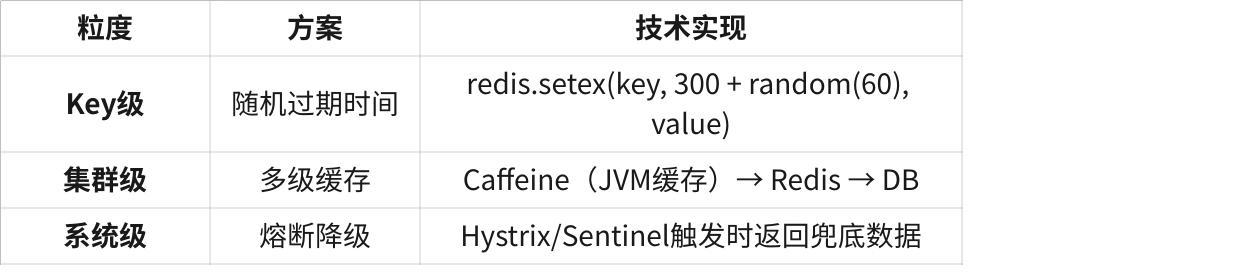 粒度 方案 技术实现
Key级 随机过期时间 redis.setex(key, 300 + random(60),
value)
集群级 多级缓存 Caffeine（JVM缓存）→ Redis → DB
系统级 熔断降级 Hystrix/Sentinel触发时返回兜底数据